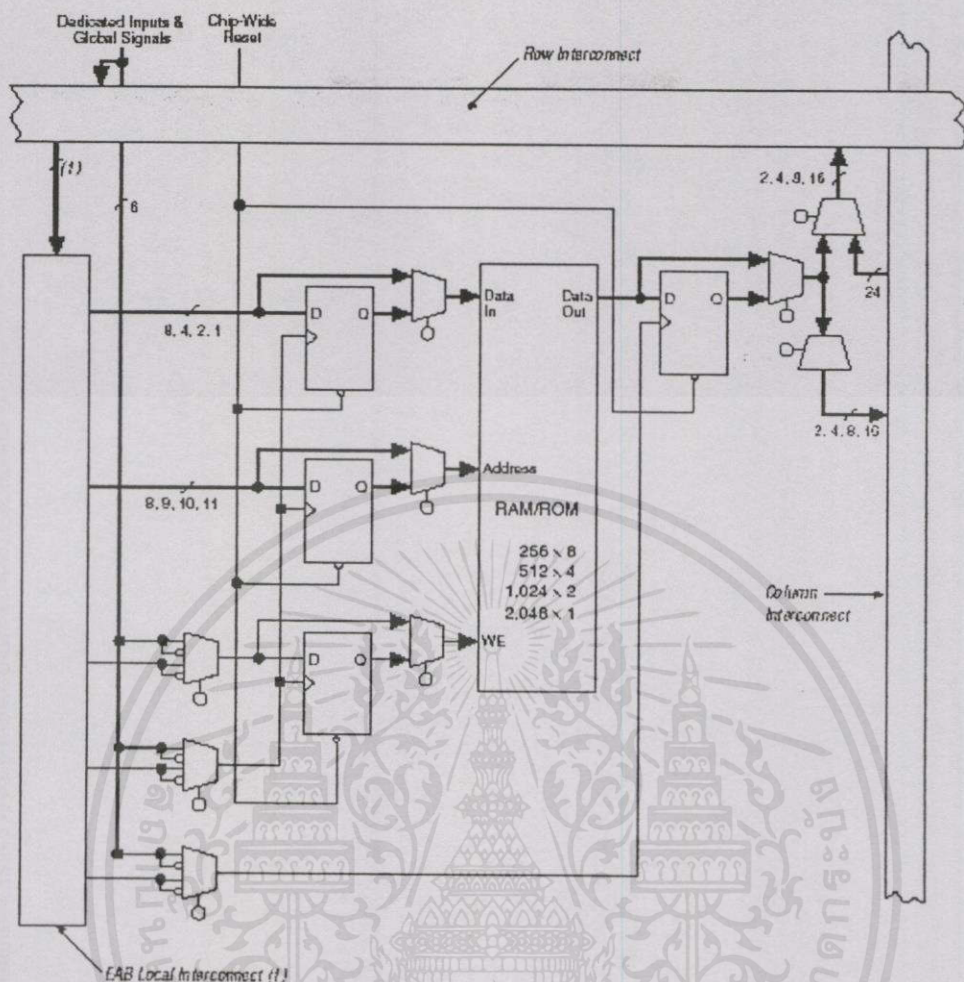 Dedicated Inputs &
Global Signals
Chip-Wide
Reset
Row Interconnect
(1)
6
2, 4, 8, 16
24
8, 4, 2, 1
D
Q
Data
In
Data
Out
D
Q
2, 4, 8, 16
8, 9, 10, 11
D
Q
Address
RAM/ROM
256 × 8
512 × 4
1,024 × 2
2,048 × 1
Column
Interconnect
D
Q
WE
EAB Local Interconnect (1)